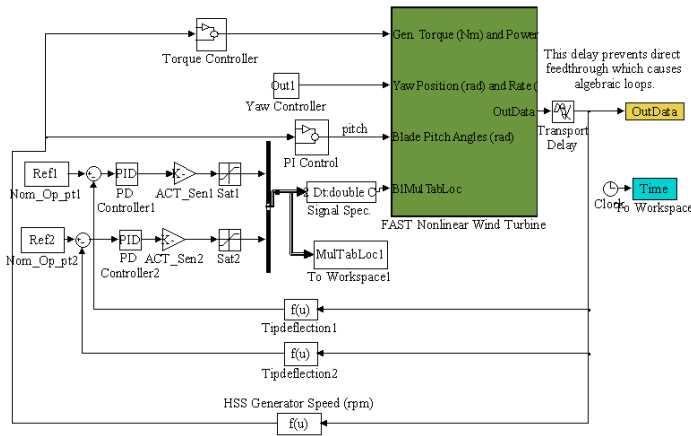 Torque Controller
Out1
Yaw Controller
pitch
PI Control
Gen. Torque (Nm) and Power
Yaw Position (rad) and Rate (
OutData
Blade Pitch Angles (rad)
BlMulTabLoc
FAST Nonlinear Wind Turbine
This delay prevents direct
feedthrough which causes
algebraic loops.
Transport
Delay
OutData
Clock
Time
To Workspace
Ref1
Nom_Op_pt1
PID
PD
Controller1
K-
ACT_Sen1
Sat1
Dt:double C
Signal Spec.
Ref2
Nom_Op_pt2
PID
PD
Controller2
K-
ACT_Sen2
Sat2
MulTabLoc1
To Workspace1
f(u)
Tipdeflection1
f(u)
Tipdeflection2
HSS Generator Speed (rpm)
f(u)